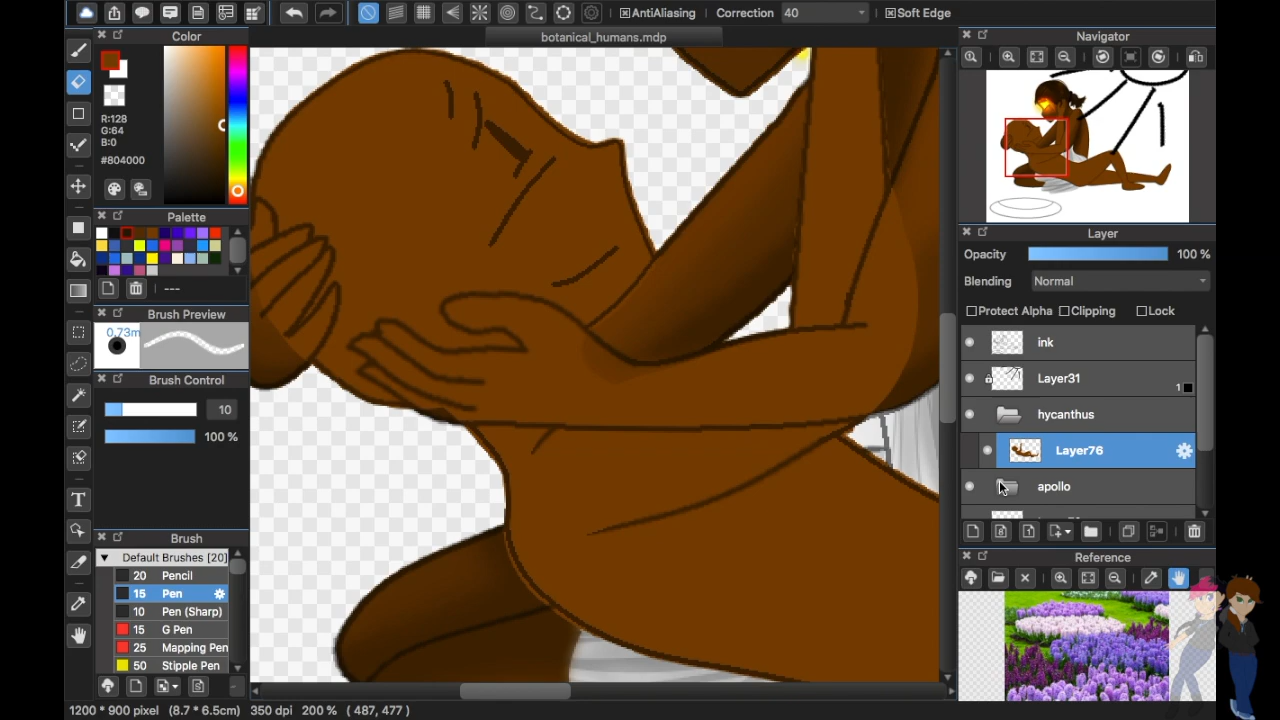 AntiAliasing Correction 40 Soft Edge
Color
botanical_humans.mdp
Navigator
R:128
G:64
B:0
#804000
Palette
---
Brush Preview
0.73m
Brush Control
10
100 %
Brush
Default Brushes [20]
20 Pencil
15 Pen
10 Pen (Sharp)
15 G Pen
25 Mapping Pen
50 Stipple Pen
Layer
Opacity 100 %
Blending Normal
Protect Alpha Clipping Lock
ink
Layer31
1
hycanthus
Layer76
apollo
Reference
1200 * 900 pixel (8.7 * 6.5cm) 350 dpi 200 % ( 487, 477 )